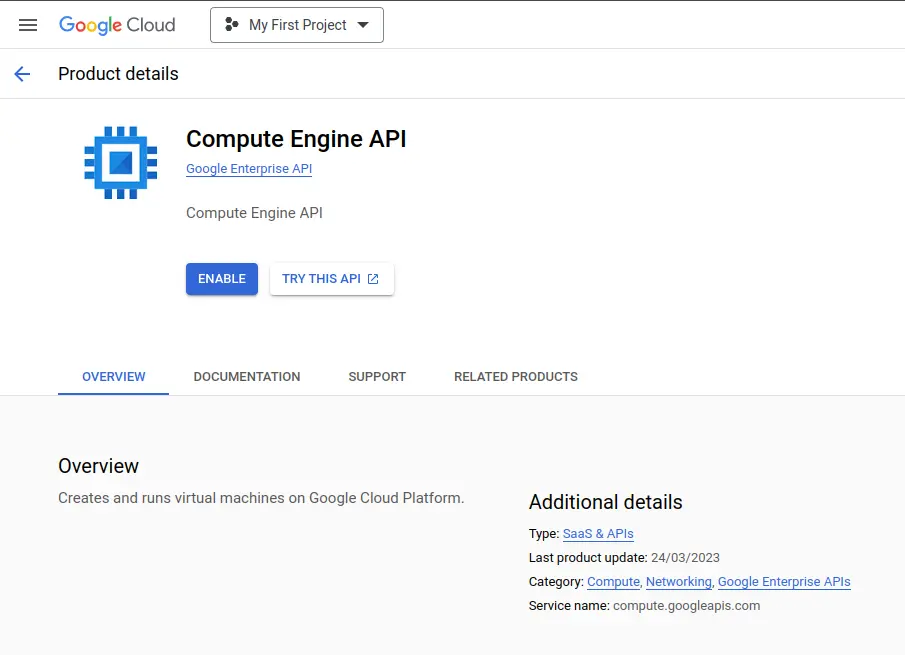 Google Cloud
My First Project
Product details
Compute Engine API
Google Enterprise API
Compute Engine API
ENABLE
TRY THIS API
OVERVIEW
DOCUMENTATION
SUPPORT
RELATED PRODUCTS
Overview
Creates and runs virtual machines on Google Cloud Platform.
Additional details
Type: SaaS & APIs
Last product update: 24/03/2023
Category: Compute, Networking, Google Enterprise APIs
Service name: compute.googleapis.com